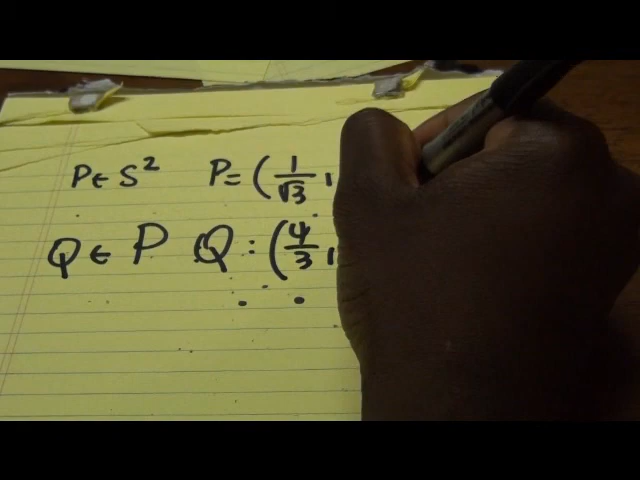 P ∈ S² P = (1/√3,
Q ∈ P Q : (4/3,